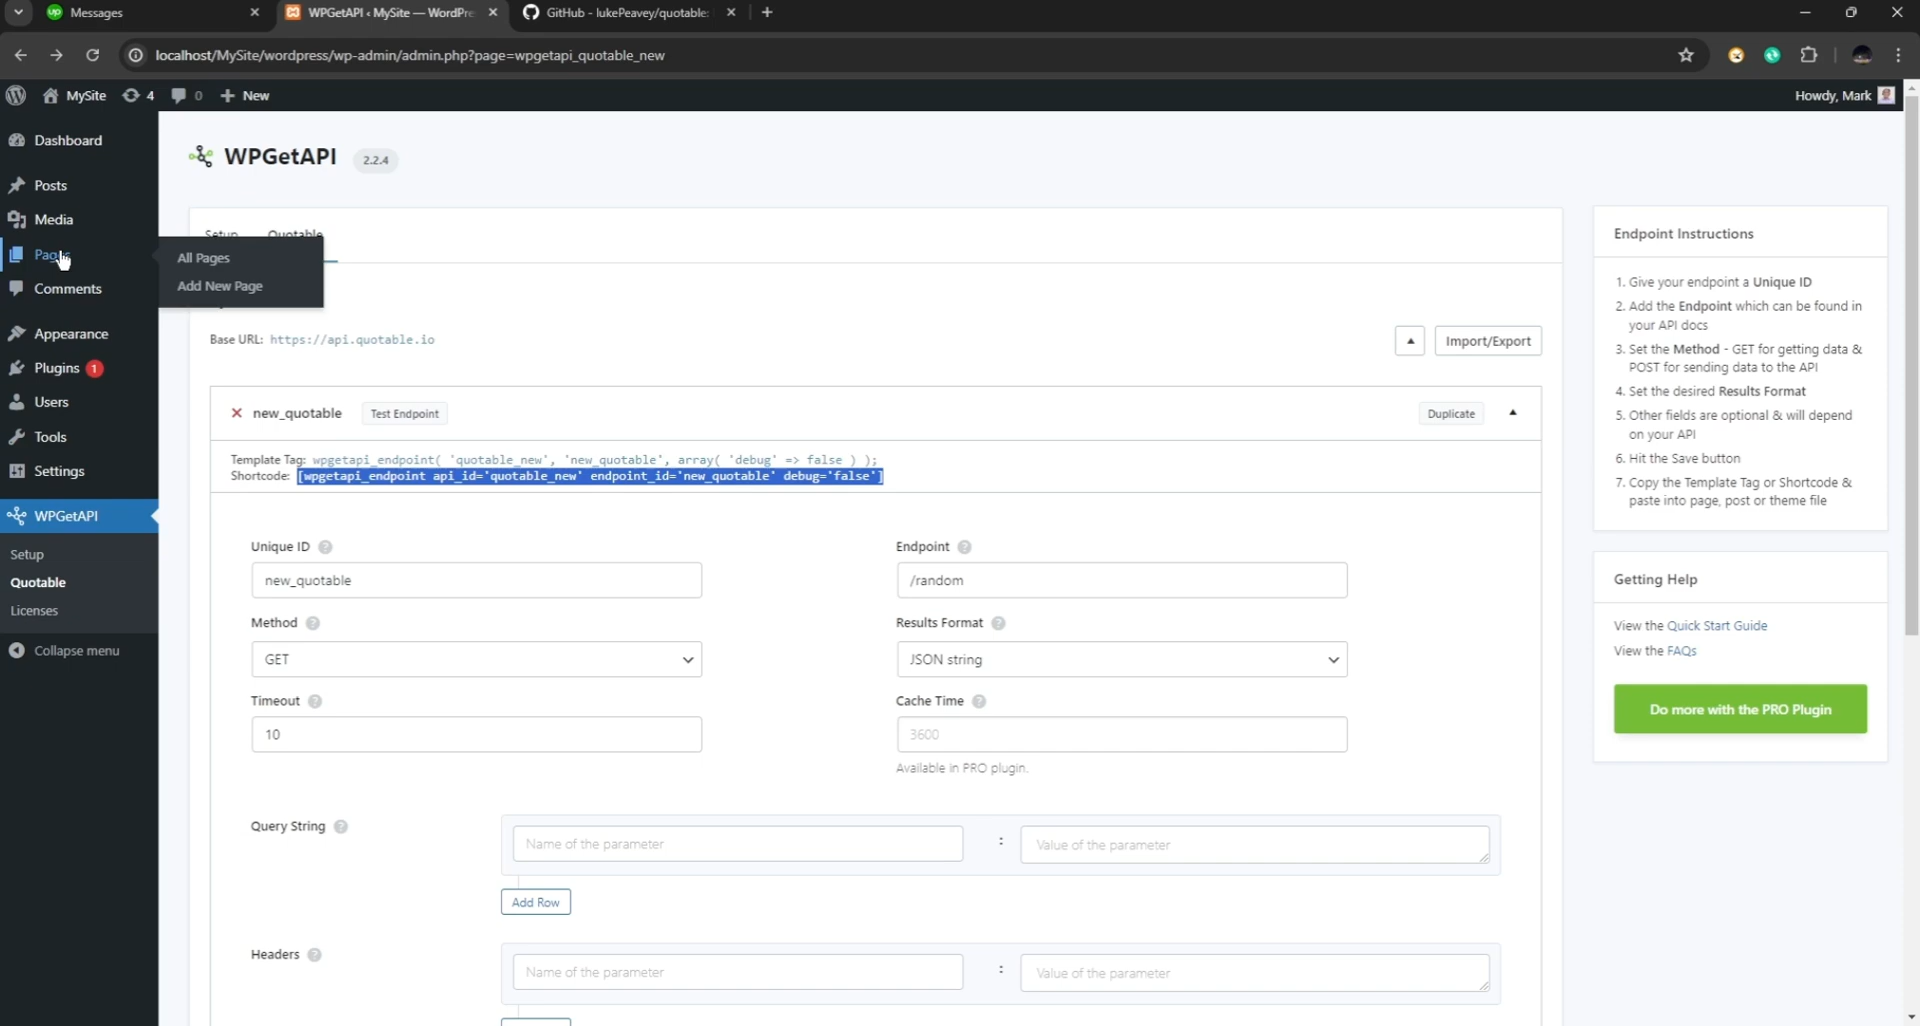 Messages
WPGetAPI ‹ MySite — WordPre
GitHub - lukePeavey/quotable:
localhost/MySite/wordpress/wp-admin/admin.php?page=wpgetapi_quotable_new
MySite
4
0
New
Howdy, Mark
Dashboard
Posts
Media
Pages
All Pages
Add New Page
Comments
Appearance
Plugins 1
Users
Tools
Settings
WPGetAPI
Setup
Quotable
Licenses
Collapse menu
WPGetAPI 2.2.4
Setup Quotable
Base URL: https://api.quotable.io
Import/Export
new_quotable Test Endpoint
Duplicate
Template Tag: wpgetapi_endpoint( 'quotable_new', 'new_quotable', array( 'debug' => false ) );
Shortcode: [wpgetapi_endpoint api_id='quotable_new' endpoint_id='new_quotable' debug='false']
Unique ID ?
new_quotable
Endpoint ?
/random
Method ?
GET
Results Format ?
JSON string
Timeout ?
10
Cache Time ?
3600
Available in PRO plugin.
Query String ?
Name of the parameter : Value of the parameter
Add Row
Headers ?
Name of the parameter : Value of the parameter
Endpoint Instructions
1. Give your endpoint a Unique ID
2. Add the Endpoint which can be found in
your API docs
3. Set the Method - GET for getting data &
POST for sending data to the API
4. Set the desired Results Format
5. Other fields are optional & will depend
on your API
6. Hit the Save button
7. Copy the Template Tag or Shortcode &
paste into page, post or theme file
Getting Help
View the Quick Start Guide
View the FAQs
Do more with the PRO Plugin